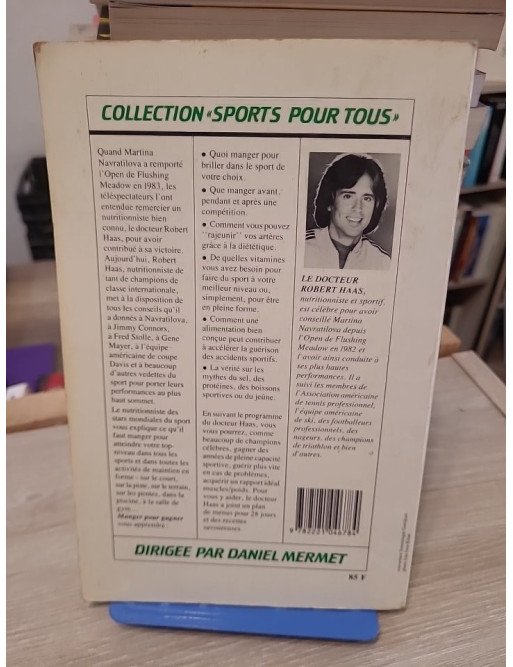 COLLECTION «SPORTS POUR TOUS»
Quand Martina
Navratilova a remporté
l'Open de Flushing
Meadow en 1983, les
téléspectateurs l'ont
entendue remercier un
nutritionniste bien
connu, le docteur Robert
Haas, pour avoir
contribué à sa victoire.
Aujourd'hui, Robert
Haas, nutritionniste de
tant de champions de
classe internationale,
met à la disposition de
tous les conseils qu'il
a donnés à Navratilova,
à Jimmy Connors,
à Fred Stolle, à Gene
Mayer, à l'équipe
américaine de coupe
Davis et à beaucoup
d'autres vedettes du
sport pour porter leurs
performances au plus
haut sommet.
Le nutritionniste des
stars mondiales du sport
vous explique ce qu'il
faut manger pour
atteindre votre top-
niveau dans tous les
sports et dans toutes les
activités de maintien en
forme - sur le court,
sur la piste, sur le terrain,
sur les pentes, dans la
piscine, à la salle de
gym...
Manger pour gagner
vous apprendra :
• Quoi manger pour
briller dans le sport de
votre choix.
• Que manger avant,
pendant et après une
compétition.
• Comment vous pouvez
"rajeunir" vos artères
grâce à la diététique.
• De quelles vitamines
vous avez besoin pour
faire du sport à votre
meilleur niveau ou,
simplement, pour être
en pleine forme.
• Comment une
alimentation bien
conçue peut contribuer
à accélérer la guérison
des accidents sportifs.
• La vérité sur les
mythes du sel, des
protéines, des boissons
sportives ou du jeûne.
En suivant le programme
du docteur Haas, vous
vous pourrez, comme
beaucoup de champions
célèbres, gagner des
années de pleine capacité
sportive, guérir plus vite
en cas de problèmes,
acquérir un rapport idéal
muscles/poids. Pour
vous y aider, le docteur
Haas a joint un plan
de menus pour 28 jours
et des recettes
savoureuses.
LE DOCTEUR
ROBERT HAAS,
nutritionniste et sportif,
est célèbre pour avoir
conseillé Martina
Navratilova depuis
l'Open de Flushing
Meadow en 1982 et
l'avoir ainsi conduite à
ses plus hautes
performances. Il a
suivi les membres de
l'Association américaine
de tennis professionnel,
l'équipe américaine
de ski, des footballeurs
professionnels, des
nageurs, des champions
de triathlon et bien
d'autres.
9 782221 046784
DIRIGEE PAR DANIEL MERMET
85 F